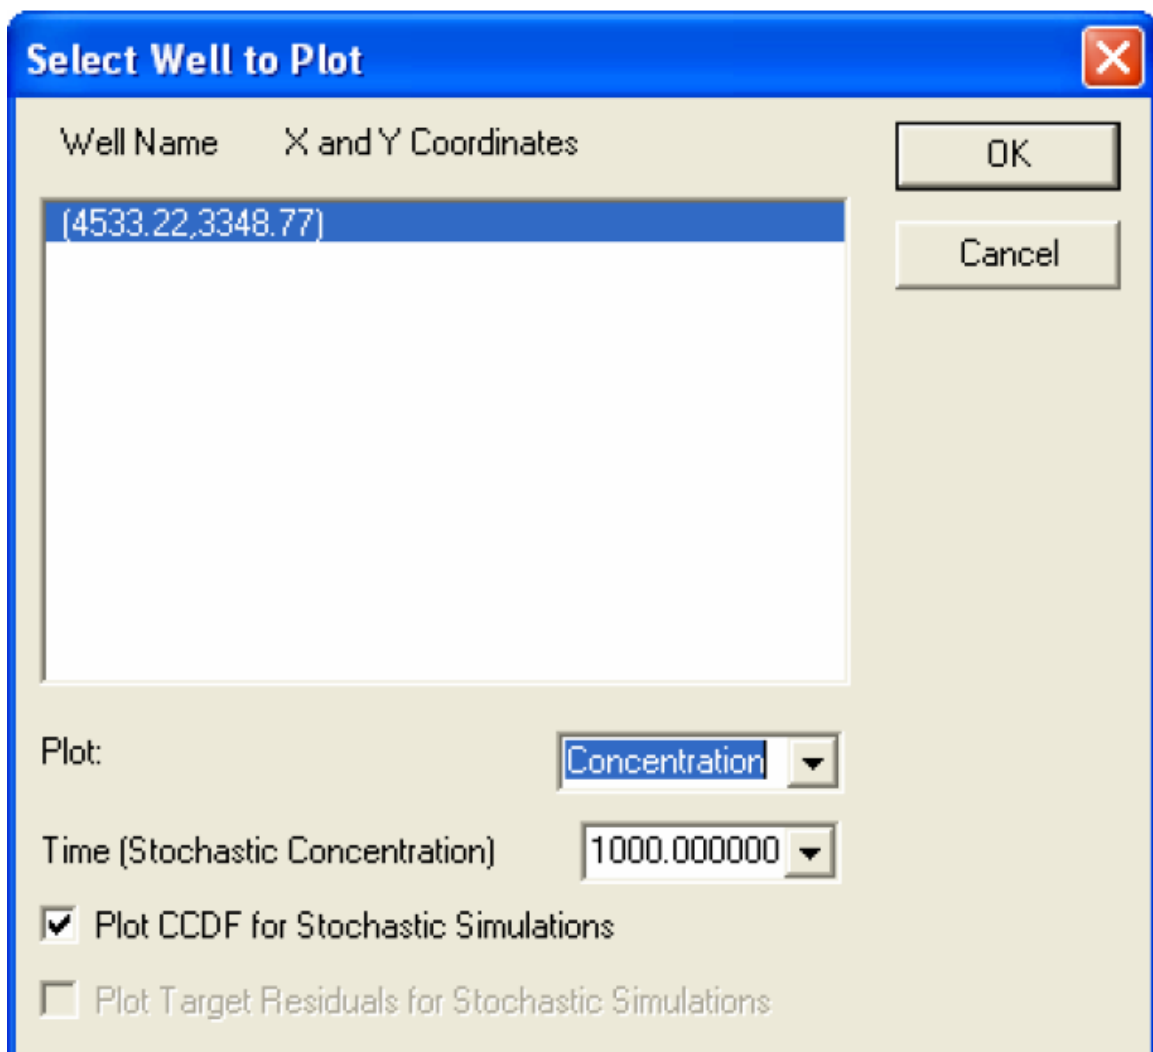 Select Well to Plot
Well Name X and Y Coordinates
OK
(4533.22,3348.77)
Cancel
Plot:
Concentration
Time (Stochastic Concentration)
1000.000000
Plot CCDF for Stochastic Simulations
Plot Target Residuals for Stochastic Simulations